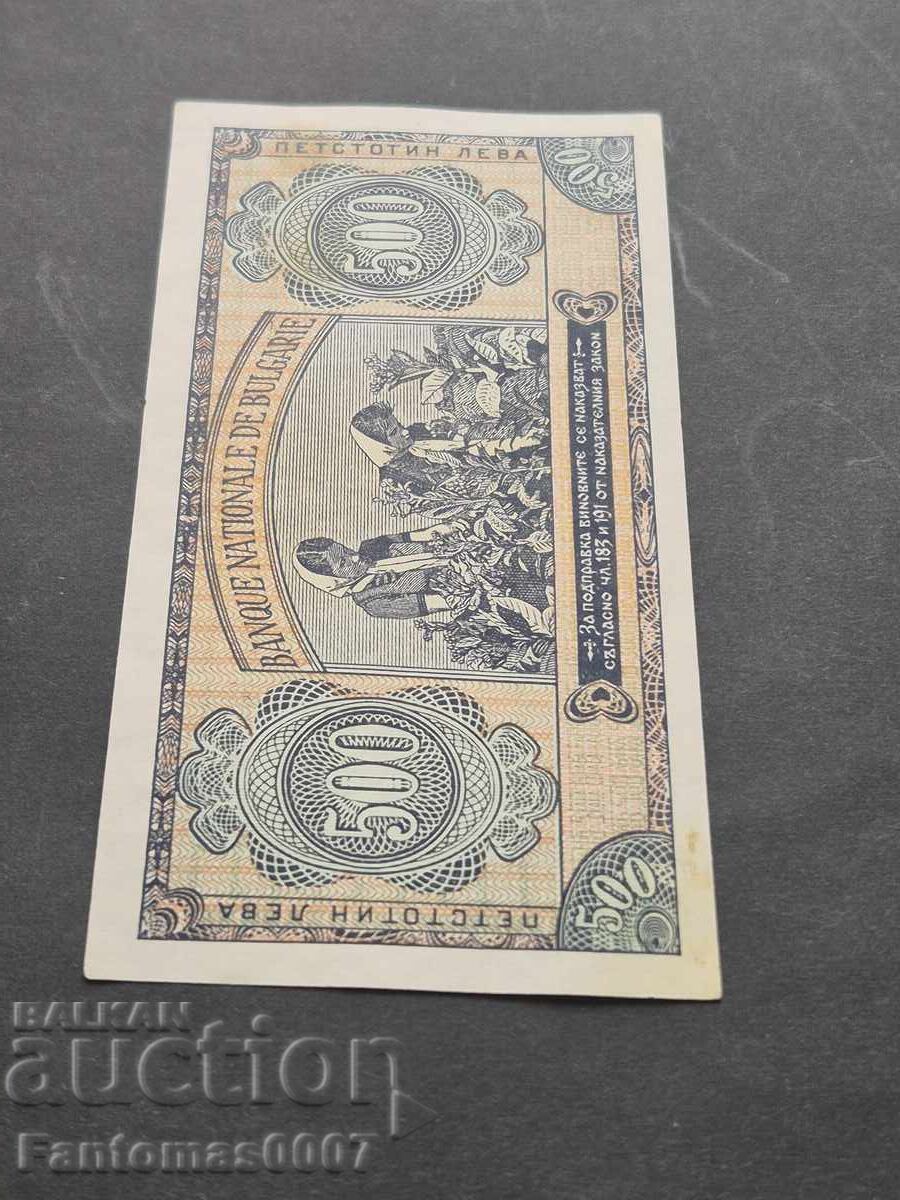 ПЕТСТОТИН ЛЕВА
500
500
BANQUE NATIONALE DE BULGARIE
500
500
ПЕТСТОТИН ЛЕВА
ЗА ПОДПРАВКА ВИНОВНИТЕ СЕ НАКАЗВАТ
СЪГЛАСНО ЧЛ. 183 И 191 ОТ НАКАЗАТЕЛНИЯ ЗАКОН
BALKAN
auction
Fantomas0007